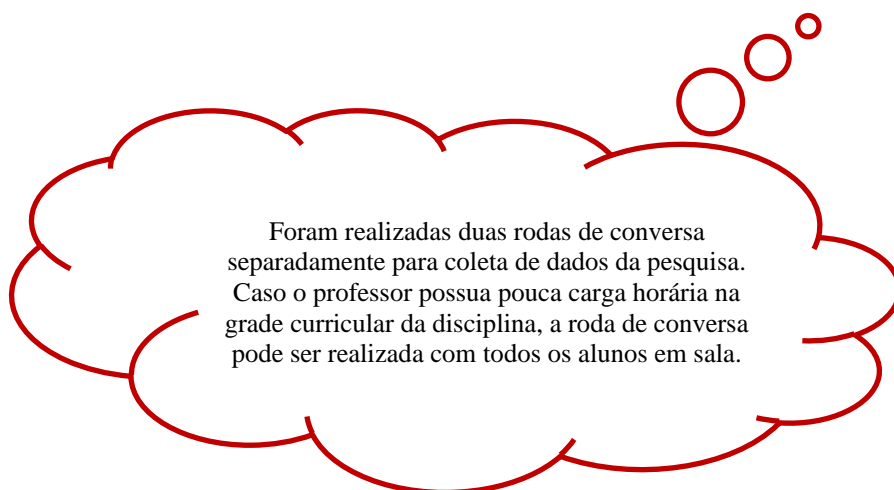 Foram realizadas duas rodas de conversa
separadamente para coleta de dados da pesquisa.
Caso o professor possua pouca carga horária na
grade curricular da disciplina, a roda de conversa
pode ser realizada com todos os alunos em sala.